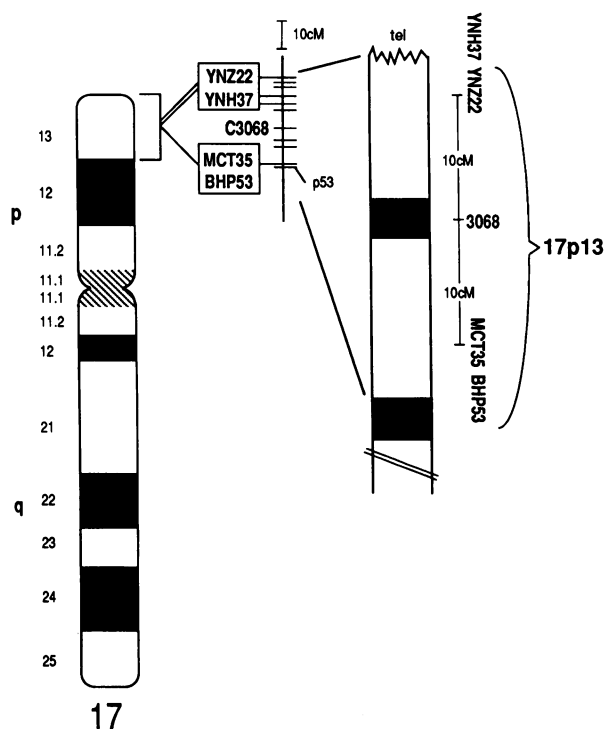 10cM
YNZ22
YNH37
C3068
MCT35
BHP53
p53
tel
YNH37 YNZ22
10cM
3068
10cM
MCT35 BHP53
17p13
p
13
12
11.2
11.1
11.1
11.2
12
21
q
22
23
24
25
17